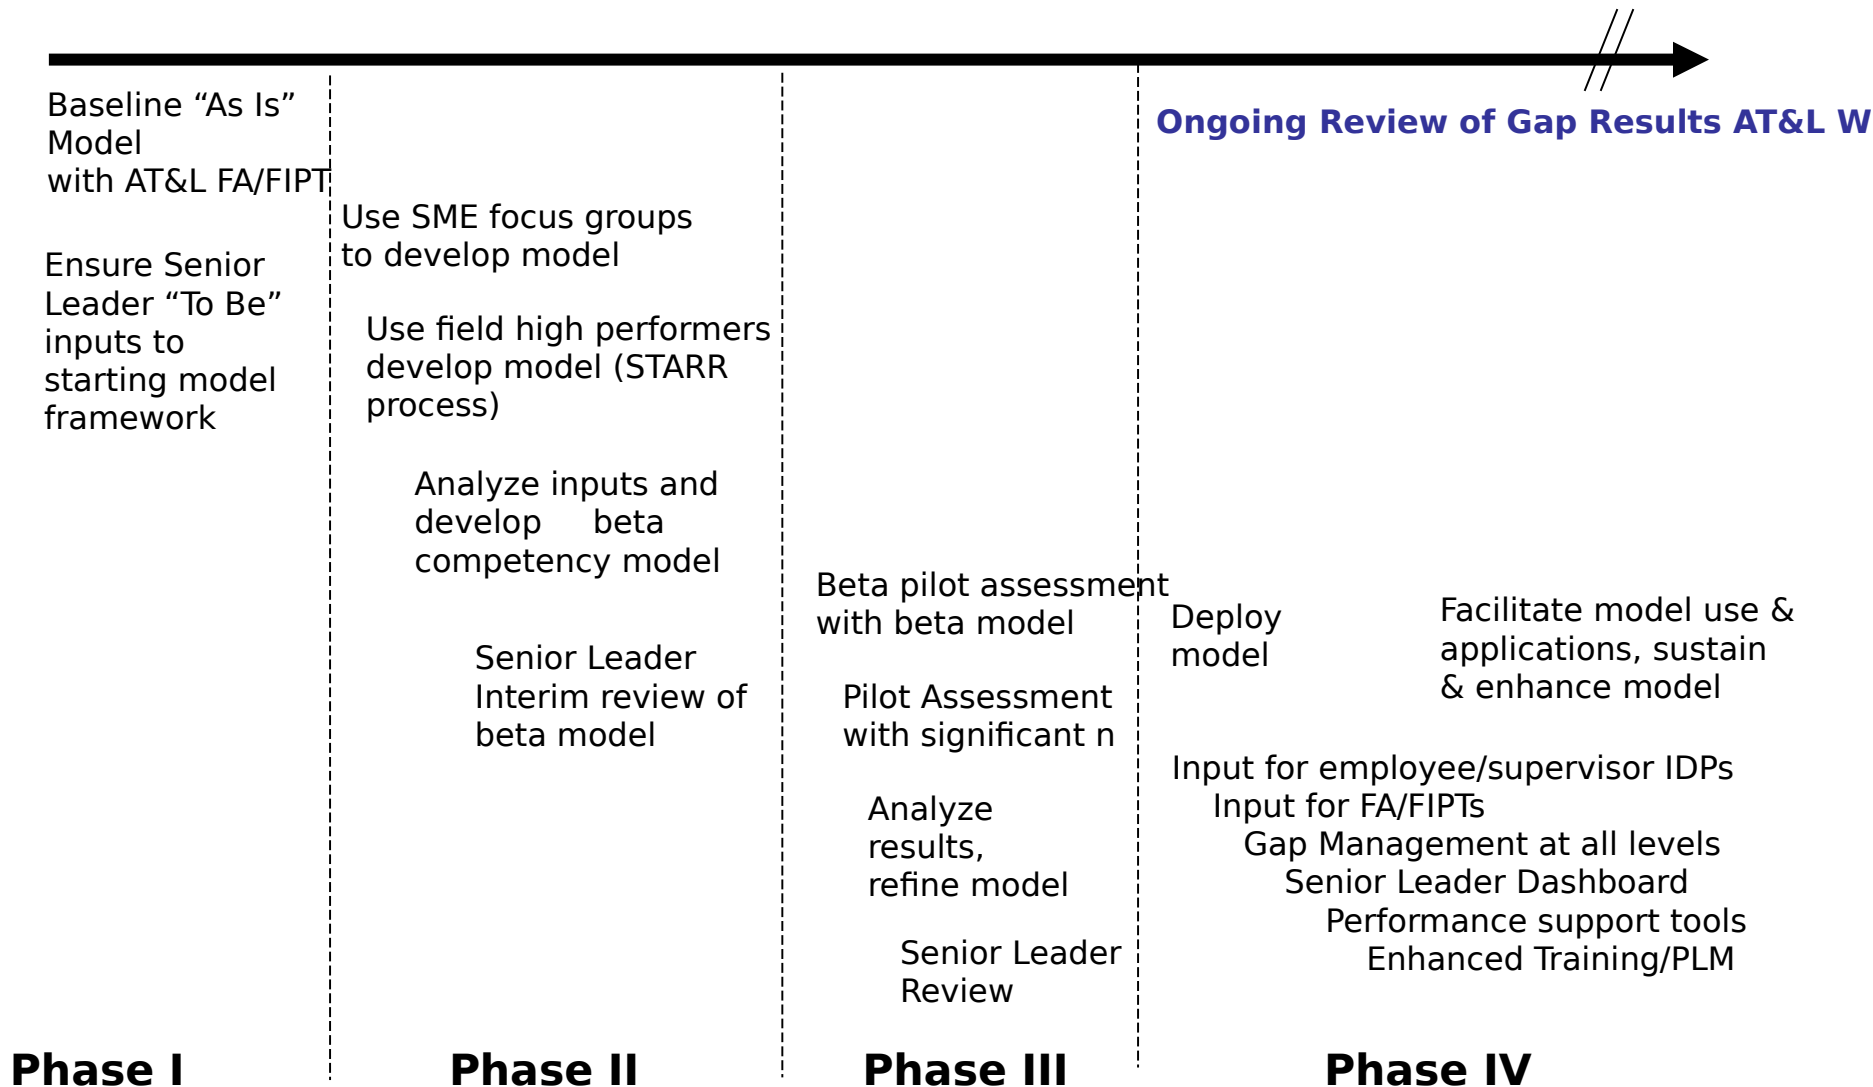 Baseline “As Is”
Model
with AT&L FA/FIPT
Ensure Senior
Leader “To Be”
inputs to
starting model
framework
Use SME focus groups
to develop model
Use field high performers
develop model (STARR
process)
Analyze inputs and
develop beta
competency model
Senior Leader
Interim review of
beta model
Beta pilot assessment
with beta model
Pilot Assessment
with significant n
Analyze
results,
refine model
Senior Leader
Review
Ongoing Review of Gap Results AT&L W
Deploy
model
Facilitate model use &
applications, sustain
& enhance model
Input for employee/supervisor IDPs
Input for FA/FIPTs
Gap Management at all levels
Senior Leader Dashboard
Performance support tools
Enhanced Training/PLM
Phase I
Phase II
Phase III
Phase IV